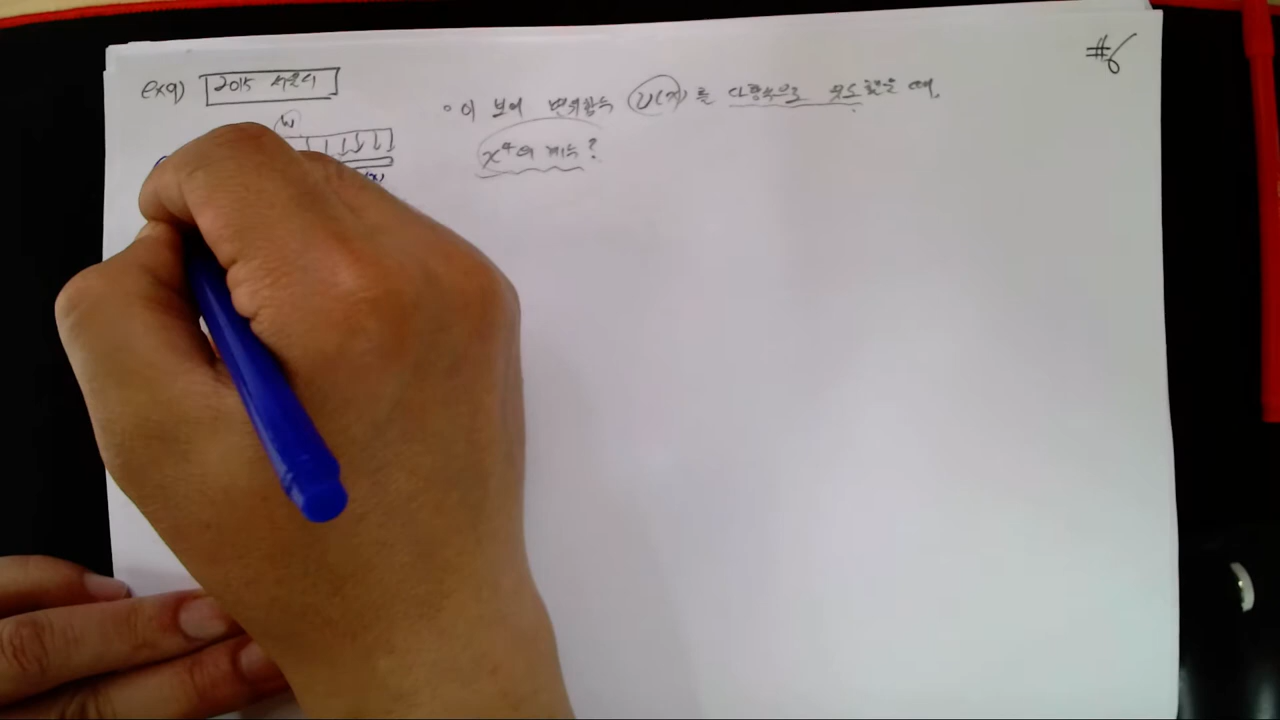 #6
ex9) 2015 서울시
∘ 이 보에 변위함수 υ(x)를 다항식으로 유도했을 때,
x⁴의 계수?
W
(x)